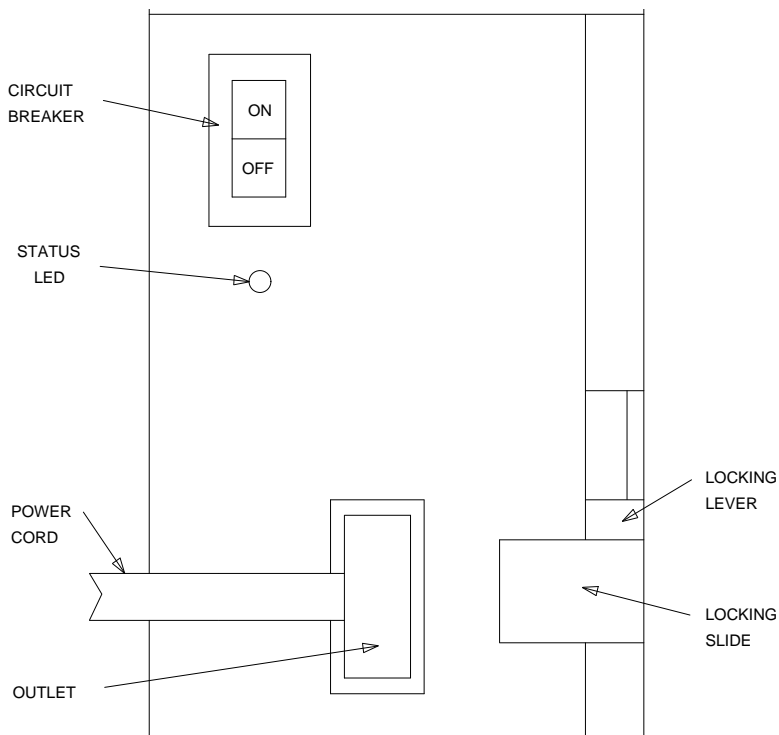 CIRCUIT
BREAKER
ON
OFF
STATUS
LED
POWER
CORD
LOCKING
LEVER
LOCKING
SLIDE
OUTLET